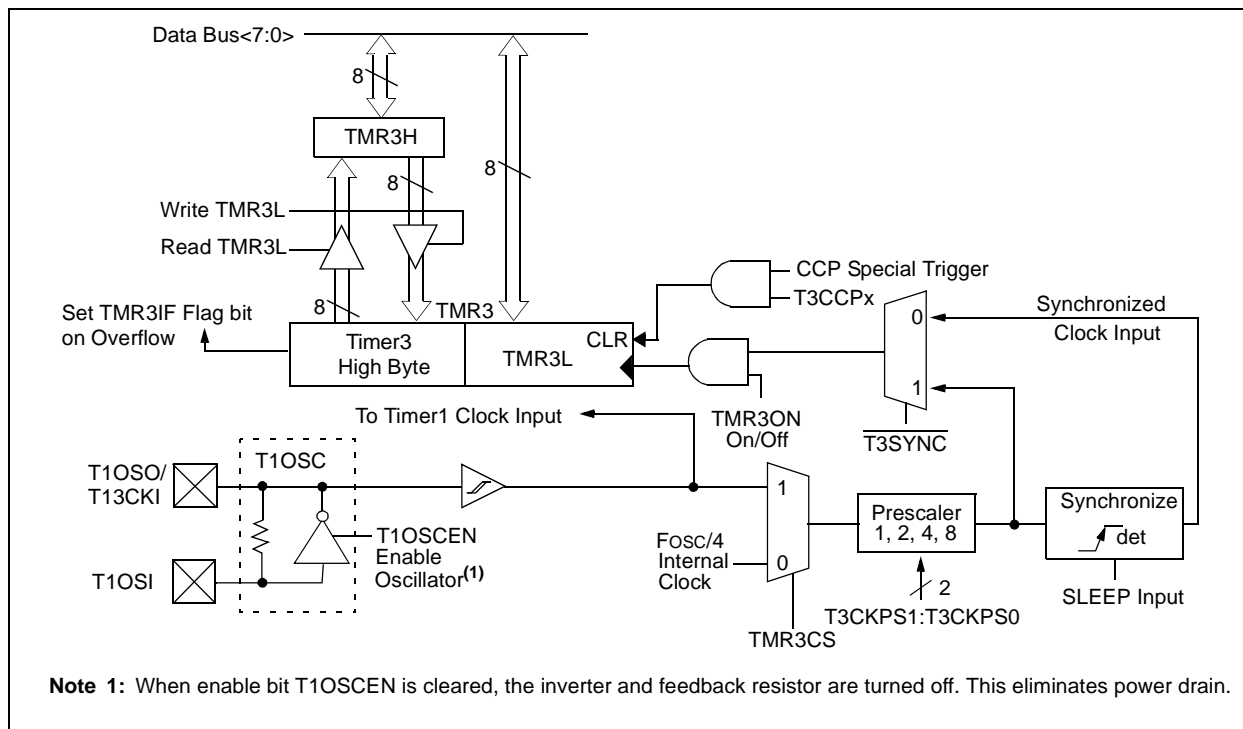 Data Bus<7:0>
8
TMR3H
8
8
Write TMR3L
Read TMR3L
8
TMR3
CCP Special Trigger
T3CCPx
Set TMR3IF Flag bit
on Overflow
Timer3
High Byte
TMR3L
CLR
0
1
Synchronized
Clock Input
TMR3ON
On/Off
T3SYNC
To Timer1 Clock Input
T1OSC
T1OSO/
T13CKI
T1OSI
T1OSCEN
Enable
Oscillator(1)
FOSC/4
Internal
Clock
1
0
TMR3CS
Prescaler
1, 2, 4, 8
2
T3CKPS1:T3CKPS0
Synchronize
det
SLEEP Input
Note 1: When enable bit T1OSCEN is cleared, the inverter and feedback resistor are turned off. This eliminates power drain.